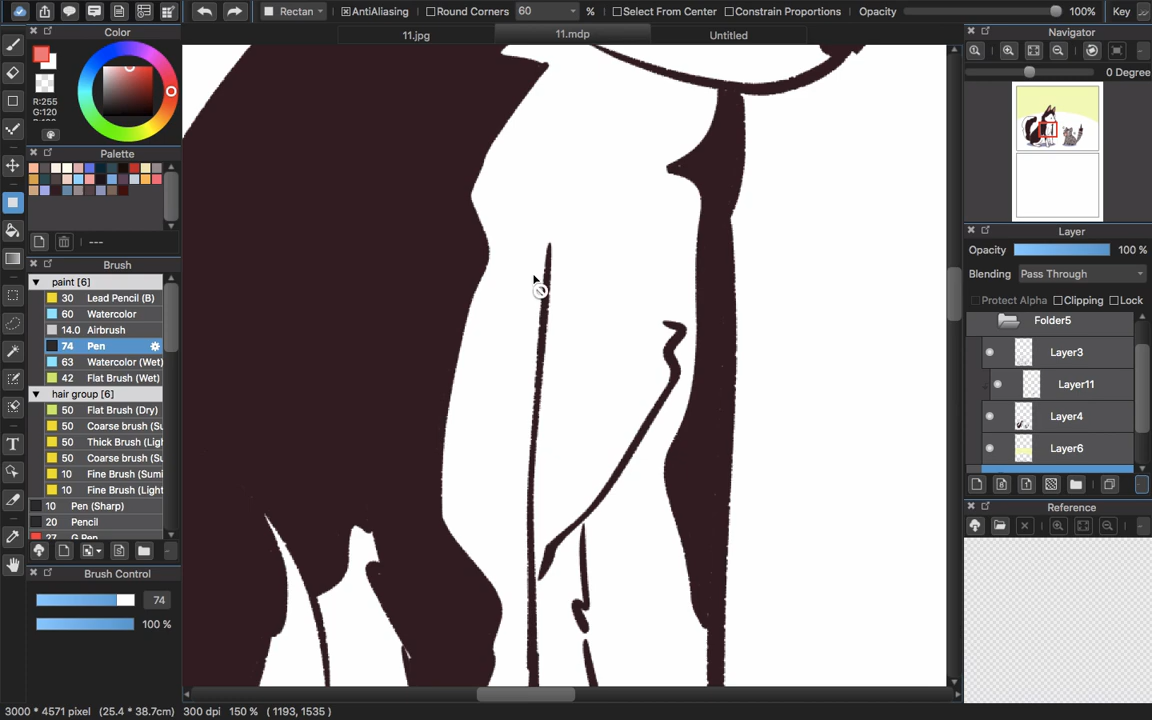 Rectan AntiAliasing Round Corners 60 % Select From Center Constrain Proportions Opacity 100% Key
11.jpg 11.mdp Untitled
Color
R:255
G:120
Palette
---
Brush
paint [6]
30 Lead Pencil (B)
60 Watercolor
14.0 Airbrush
74 Pen
63 Watercolor (Wet)
42 Flat Brush (Wet)
hair group [6]
50 Flat Brush (Dry)
50 Coarse brush (Su
50 Thick Brush (Ligh
50 Coarse brush (Su
10 Fine Brush (Sumi
10 Fine Brush (Light
10 Pen (Sharp)
20 Pencil
27 G Pen
Brush Control
74
100 %
Navigator
0 Degree
Layer
Opacity 100 %
Blending Pass Through
Protect Alpha Clipping Lock
Folder5
Layer3
Layer11
Layer4
Layer6
Reference
3000 * 4571 pixel (25.4 * 38.7cm) 300 dpi 150 % ( 1193, 1535 )